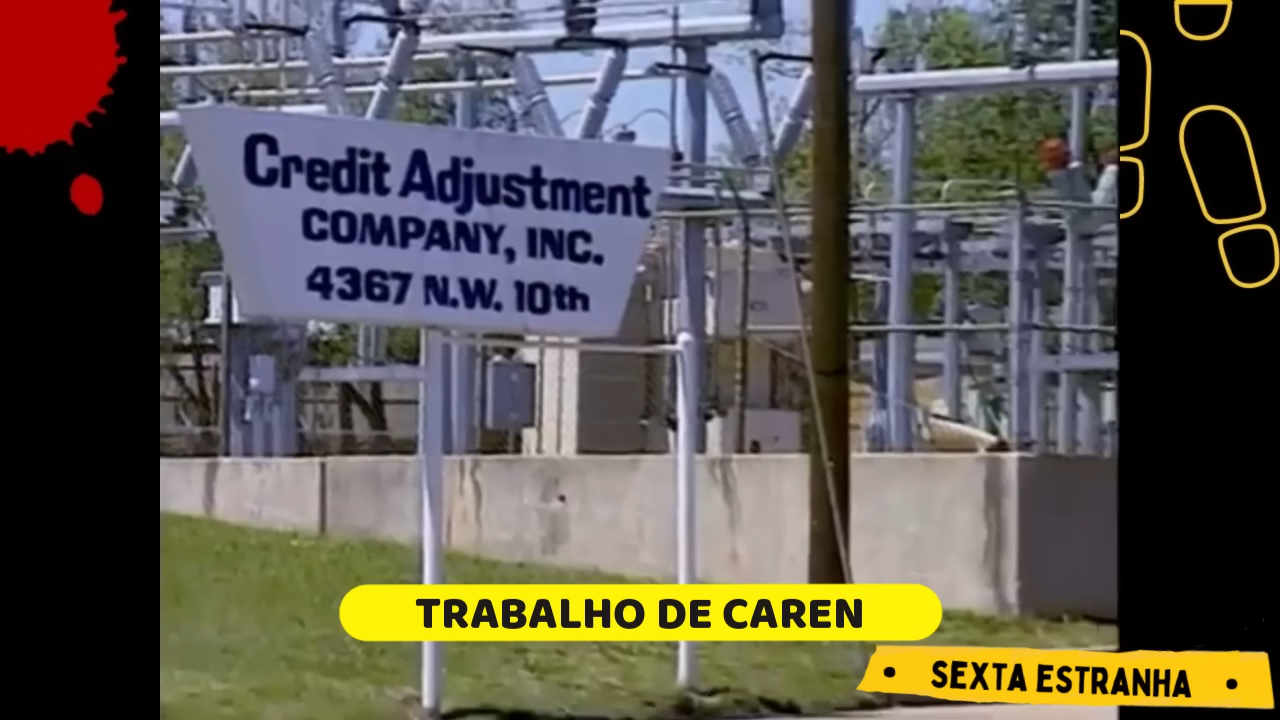 Credit Adjustment
COMPANY, INC.
4367 N.W. 10th
TRABALHO DE CAREN
SEXTA ESTRANHA